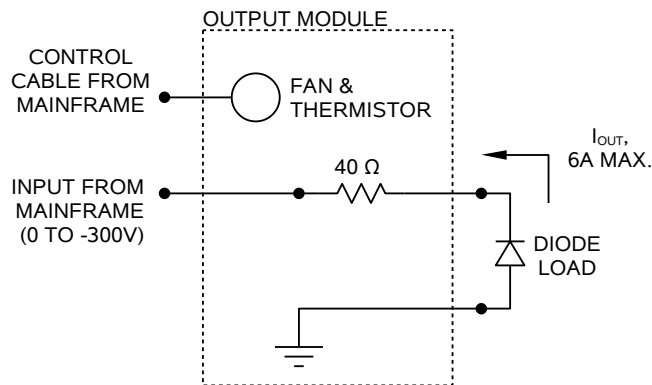 OUTPUT MODULE
CONTROL
CABLE FROM
MAINFRAME
FAN &
THERMISTOR
I_OUT,
6A MAX.
40 Ω
INPUT FROM
MAINFRAME
(0 TO -300V)
DIODE
LOAD